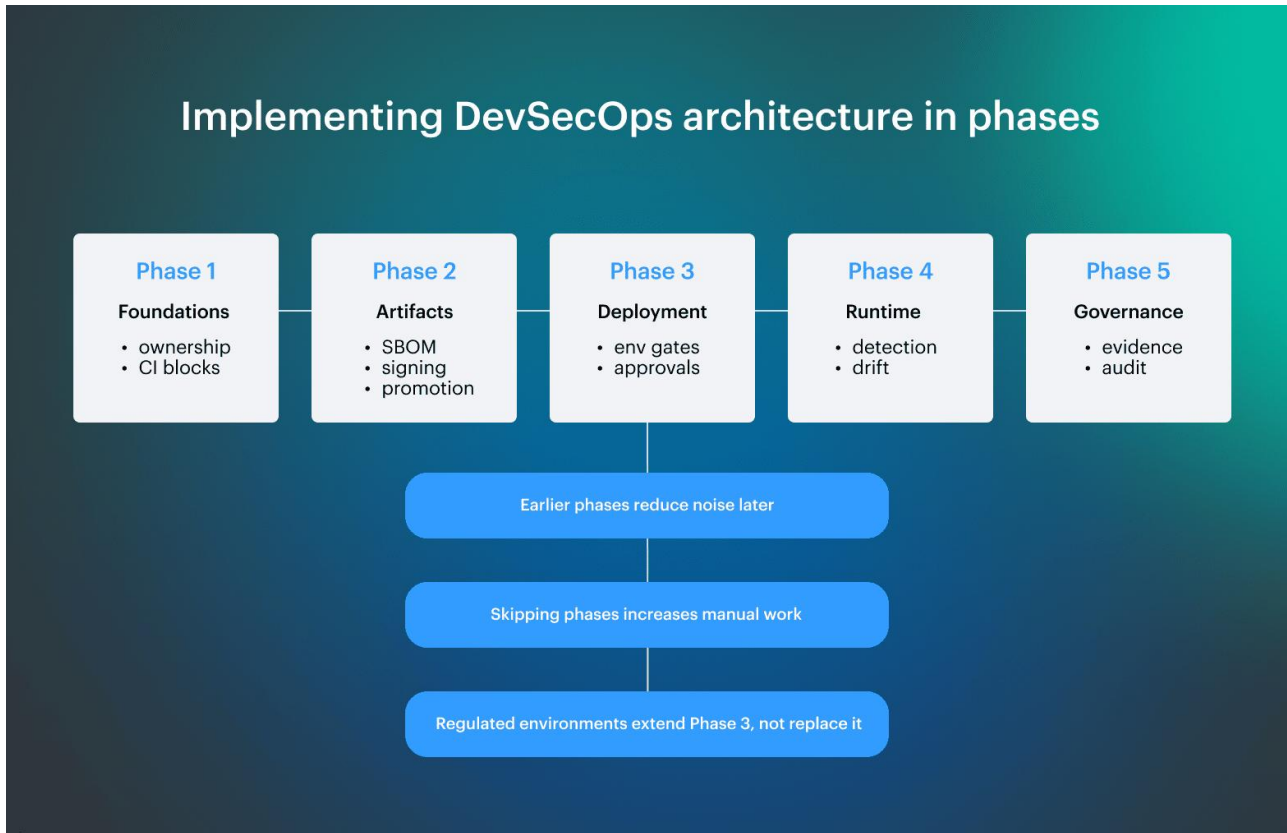 Implementing DevSecOps architecture in phases
Phase 1
Foundations
• ownership
• CI blocks
Phase 2
Artifacts
• SBOM
• signing
• promotion
Phase 3
Deployment
• env gates
• approvals
Phase 4
Runtime
• detection
• drift
Phase 5
Governance
• evidence
• audit
Earlier phases reduce noise later
Skipping phases increases manual work
Regulated environments extend Phase 3, not replace it